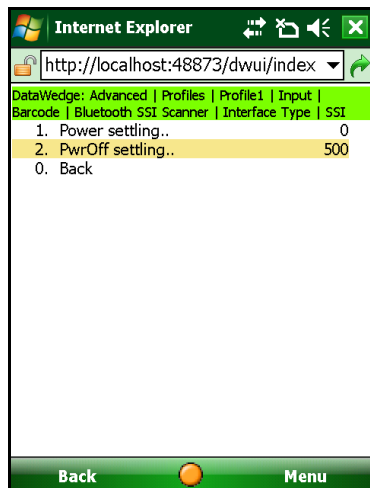 Internet Explorer
http://localhost:48873/dwui/index
DataWedge: Advanced | Profiles | Profile1 | Input |
Barcode | Bluetooth SSI Scanner | Interface Type | SSI
1. Power settling.. 0
2. PwrOff settling.. 500
0. Back
Back Menu